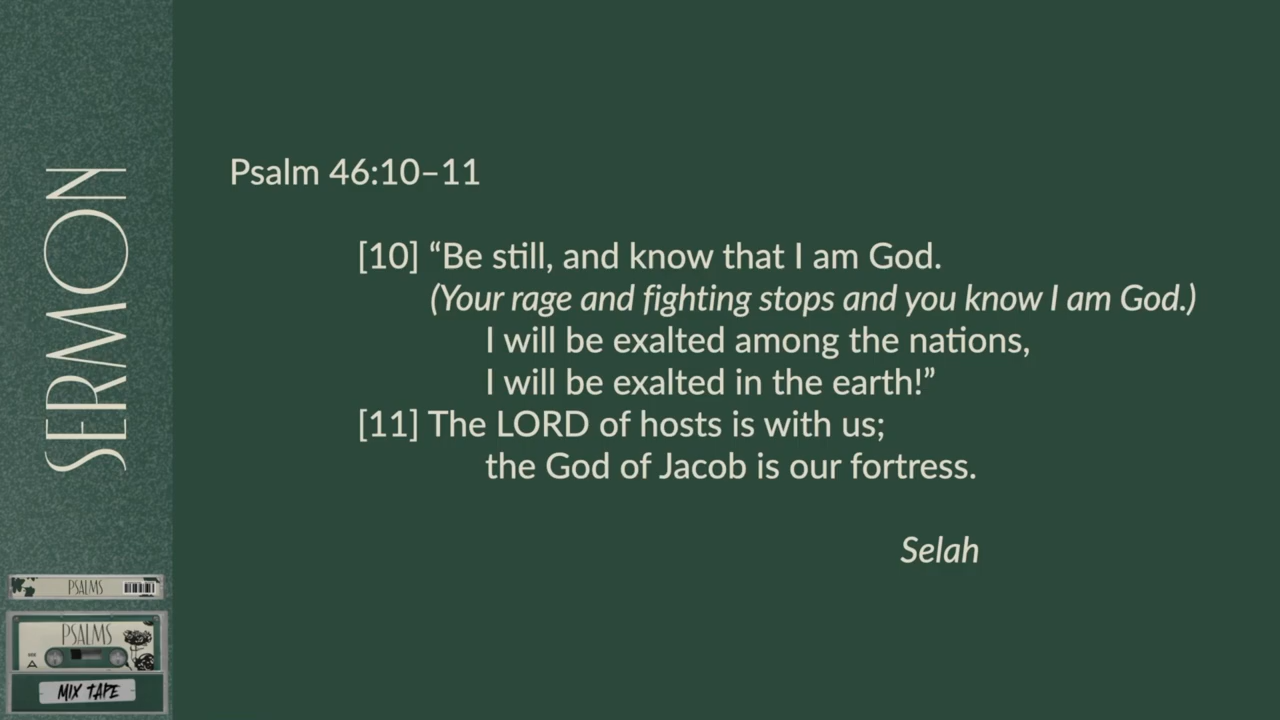 SERMON
Psalm 46:10–11
[10] “Be still, and know that I am God.
(Your rage and fighting stops and you know I am God.)
I will be exalted among the nations,
I will be exalted in the earth!”
[11] The LORD of hosts is with us;
the God of Jacob is our fortress.
Selah
PSALMS
PSALMS
A
MIX TAPE